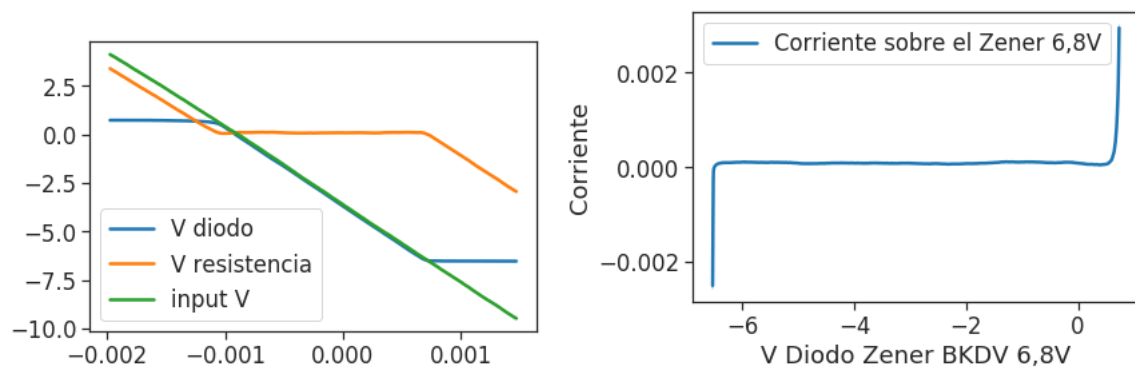 2.5
0.0
−2.5
−5.0
−7.5
−10.0
V diodo
V resistencia
input V
−0.002
−0.001
0.000
0.001
Corriente
0.002
0.000
−0.002
Corriente sobre el Zener 6,8V
−6
−4
−2
0
V Diodo Zener BKDV 6,8V